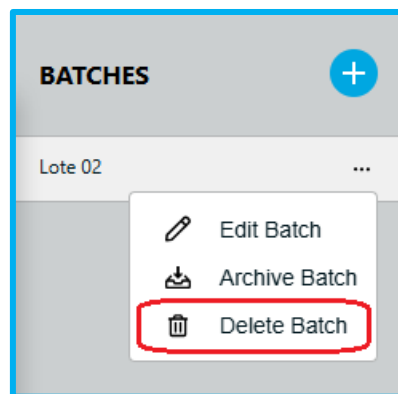 BATCHES
Lote 02
Edit Batch
Archive Batch
Delete Batch